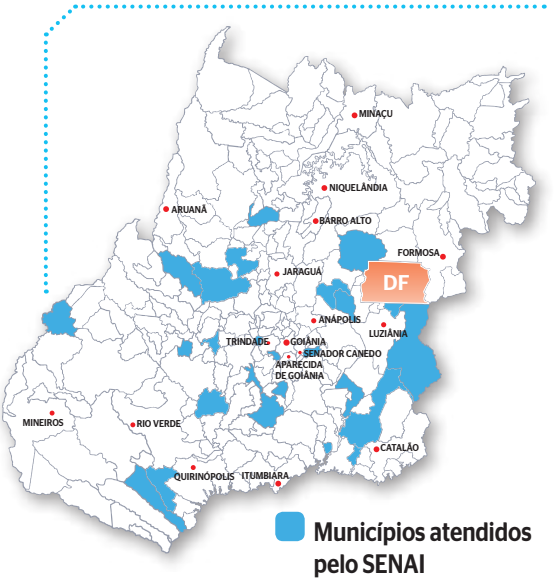 MINAÇU
NIQUELÂNDIA
ARUANÃ
BARRO ALTO
FORMOSA
JARAGUÁ
DF
ANÁPOLIS
LUZIÂNIA
TRINDADE
GOIÂNIA
SENADOR CANEDO
APARECIDA
DE GOIÂNIA
MINEIROS
RIO VERDE
CATALÃO
QUIRINÓPOLIS
ITUMBIARA
Municípios atendidos
pelo SENAI